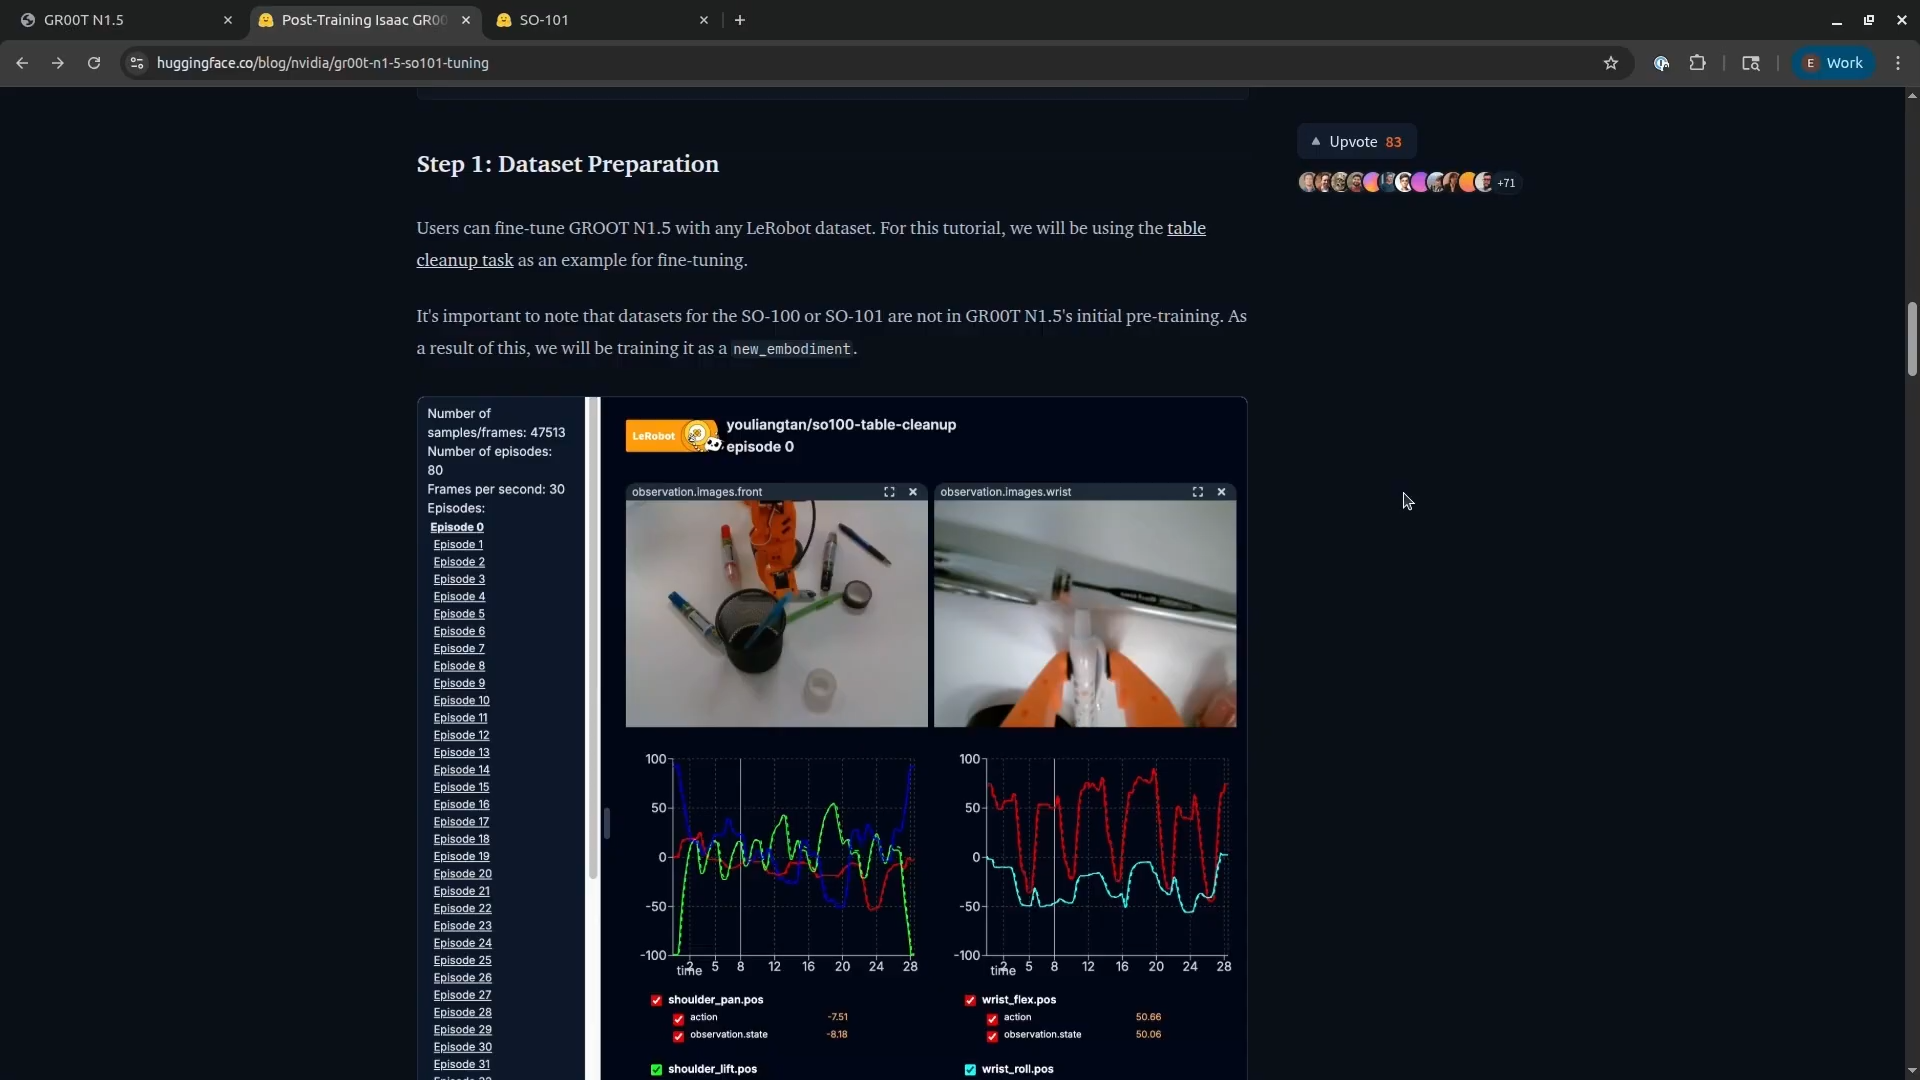 GR00T N1.5
Post-Training Isaac GR00
SO-101
huggingface.co/blog/nvidia/gr00t-n1-5-so101-tuning
E Work
Upvote 83
+71
Step 1: Dataset Preparation
Users can fine-tune GROOT N1.5 with any LeRobot dataset. For this tutorial, we will be using the table
cleanup task as an example for fine-tuning.
It's important to note that datasets for the SO-100 or SO-101 are not in GR00T N1.5's initial pre-training. As
a result of this, we will be training it as a new_embodiment.
Number of
samples/frames: 47513
Number of episodes:
80
Frames per second: 30
Episodes:
Episode 0
Episode 1
Episode 2
Episode 3
Episode 4
Episode 5
Episode 6
Episode 7
Episode 8
Episode 9
Episode 10
Episode 11
Episode 12
Episode 13
Episode 14
Episode 15
Episode 16
Episode 17
Episode 18
Episode 19
Episode 20
Episode 21
Episode 22
Episode 23
Episode 24
Episode 25
Episode 26
Episode 27
Episode 28
Episode 29
Episode 30
Episode 31
LeRobot
youliangtan/so100-table-cleanup
episode 0
observation.images.front
observation.images.wrist
100
50
0
-50
-100
2 5 8 12 16 20 24 28
time
100
50
0
-50
-100
2 5 8 12 16 20 24 28
time
shoulder_pan.pos
action -7.51
observation.state -8.18
shoulder_lift.pos
wrist_flex.pos
action 50.66
observation.state 50.06
wrist_roll.pos